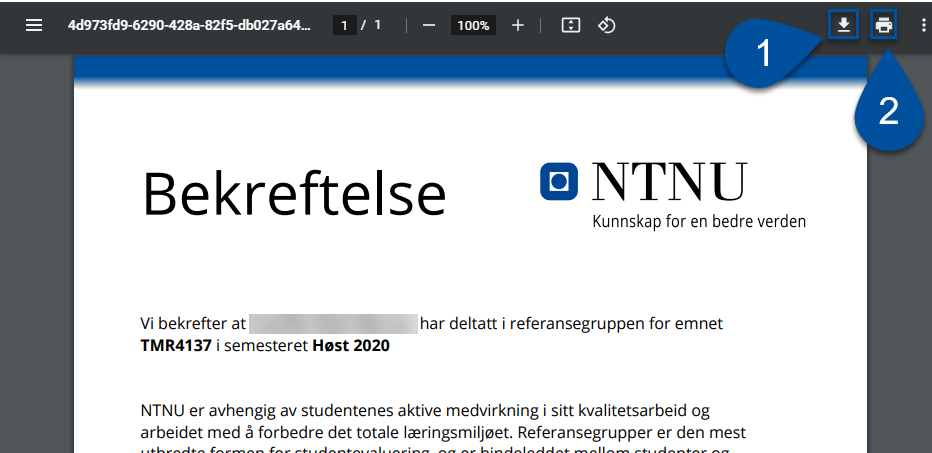 4d973fd9-6290-428a-82f5-db027a64... 1 / 1 100%
1
2
Bekreftelse
NTNU
Kunnskap for en bedre verden
Vi bekrefter at har deltatt i referansegruppen for emnet
TMR4137 i semesteret Høst 2020
NTNU er avhengig av studentenes aktive medvirkning i sitt kvalitetsarbeid og
arbeidet med å forbedre det totale læringsmiljøet. Referansegrupper er den mest
utbredte formen for studentevaluering, og er bindeleddet mellom studenter og